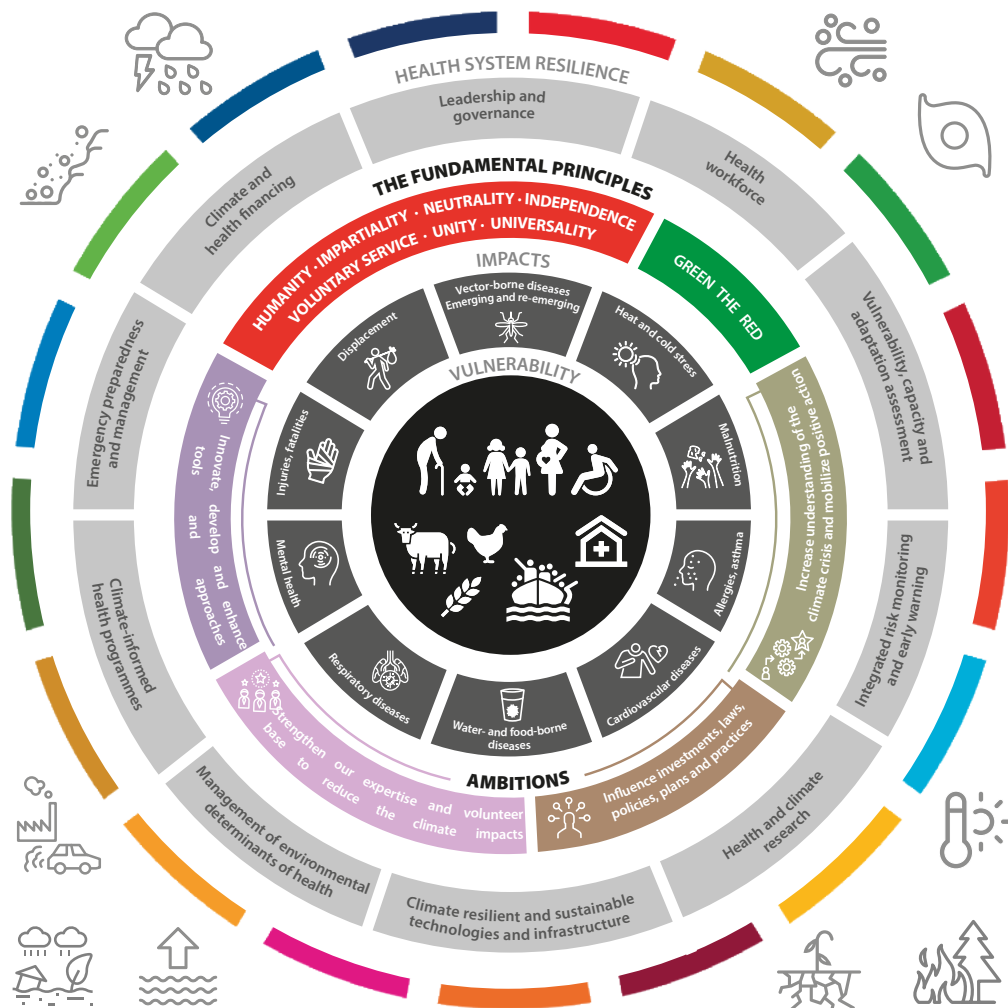 HEALTH SYSTEM RESILIENCE
Leadership and
governance
Health
workforce
Vulnerability, capacity and
adaptation assessment
Integrated risk monitoring
and early warning
Health and climate
research
Climate resilient and sustainable
technologies and infrastructure
Management of environmental
determinants of health
Climate-informed
health programmes
Emergency preparedness
and management
Climate and
health financing
THE FUNDAMENTAL PRINCIPLES
HUMANITY · IMPARTIALITY · NEUTRALITY · INDEPENDENCE
VOLUNTARY SERVICE · UNITY · UNIVERSALITY
GREEN THE RED
Increase understanding of the
climate crisis and mobilize positive action
Influence investments, laws,
policies, plans and practices
Strengthen our expertise and volunteer
base to reduce the climate impacts
Innovate, develop and enhance
tools and approaches
AMBITIONS
IMPACTS
Vector-borne diseases
Emerging and re-emerging
Heat and cold stress
Malnutrition
Allergies, asthma
Cardiovascular diseases
Water- and food-borne
diseases
Respiratory diseases
Mental health
Injuries, fatalities
Displacement
VULNERABILITY